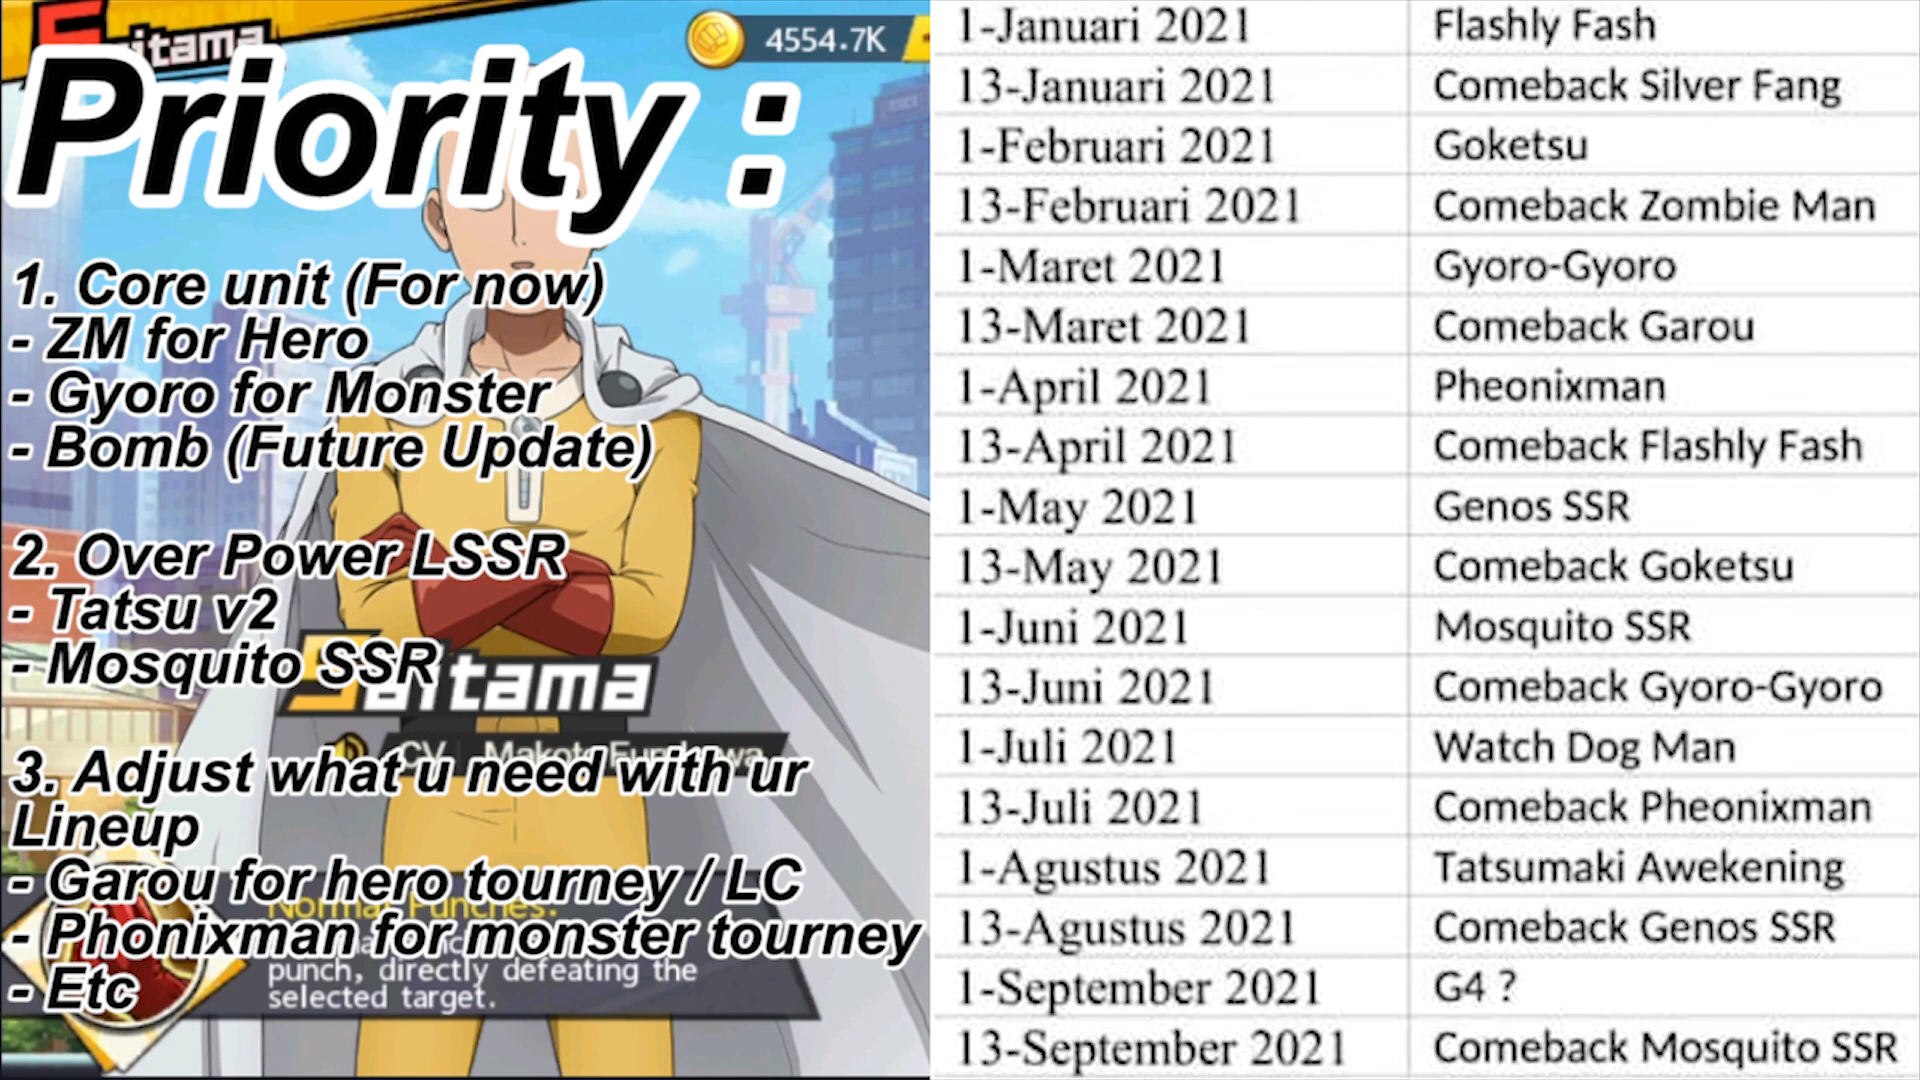 Saitama
4554.7K
Priority :
1. Core unit (For now)
- ZM for Hero
- Gyoro for Monster
- Bomb (Future Update)
2. Over Power LSSR
- Tatsu v2
- Mosquito SSR
Saitama
CV
3. Adjust what u need with ur
Lineup
- Garou for hero tourney / LC
Normal Punches:
- Phonixman for monster tourney
punch, directly defeating the
- Etc
selected target.
1-Januari 2021 Flashly Fash
13-Januari 2021 Comeback Silver Fang
1-Februari 2021 Goketsu
13-Februari 2021 Comeback Zombie Man
1-Maret 2021 Gyoro-Gyoro
13-Maret 2021 Comeback Garou
1-April 2021 Pheonixman
13-April 2021 Comeback Flashly Fash
1-May 2021 Genos SSR
13-May 2021 Comeback Goketsu
1-Juni 2021 Mosquito SSR
13-Juni 2021 Comeback Gyoro-Gyoro
1-Juli 2021 Watch Dog Man
13-Juli 2021 Comeback Pheonixman
1-Agustus 2021 Tatsumaki Awekening
13-Agustus 2021 Comeback Genos SSR
1-September 2021 G4 ?
13-September 2021 Comeback Mosquito SSR